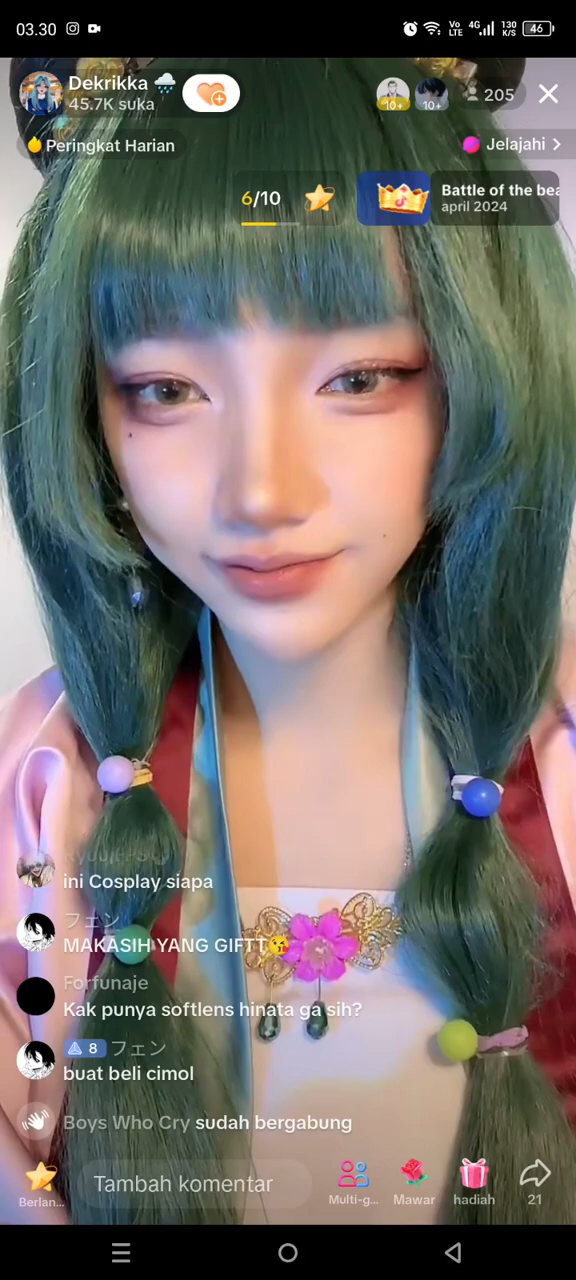 03.30
Vo
LTE
4G
130
K/S
46
Dekrikka
45.7K suka
10+
10+
205
Peringkat Harian
Jelajahi
6/10
Battle of the bea
april 2024
ini Cosplay siapa
フェン
MAKASIH YANG GIFTT😘
Forfunaje
Kak punya softlens hinata ga sih?
8 フェン
buat beli cimol
Boys Who Cry sudah bergabung
Berlan...
Tambah komentar
Multi-g...
Mawar
hadiah
21